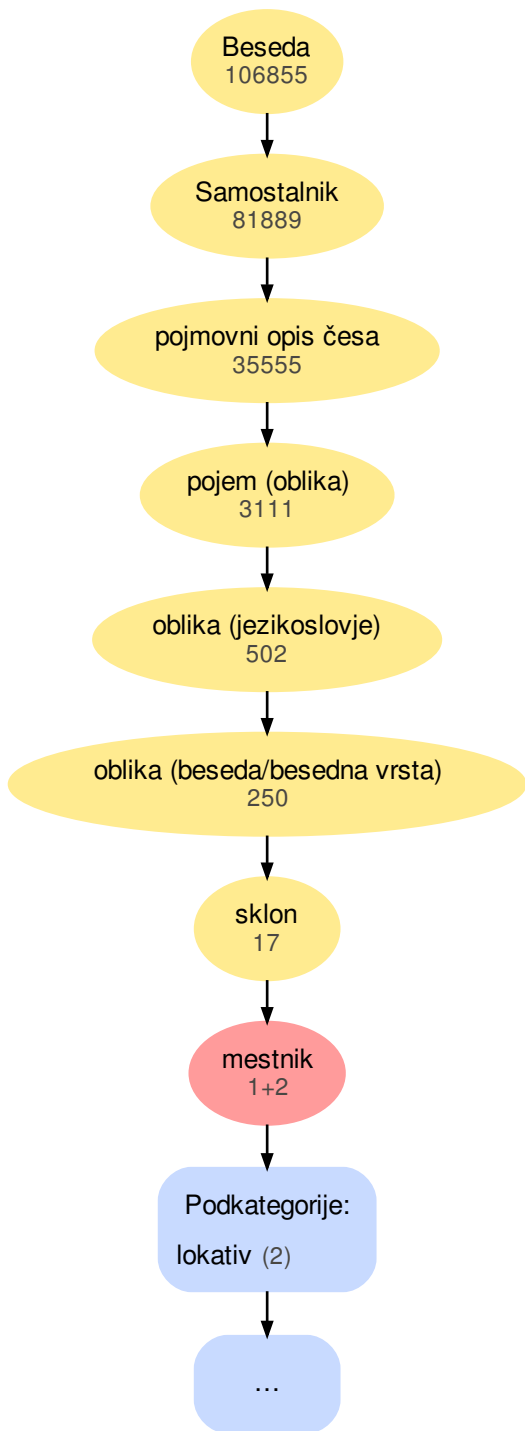 Beseda
106855
Samostalnik
81889
pojmovni opis česa
35555
pojem (oblika)
3111
oblika (jezikoslovje)
502
oblika (beseda/besedna vrsta)
250
sklon
17
mestnik
1+2
Podkategorije:
lokativ (2)
...